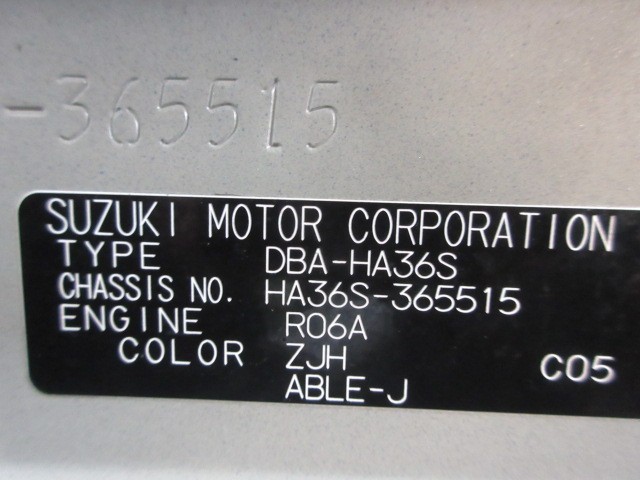 -365515
SUZUKI MOTOR CORPORATION
TYPE DBA-HA36S
CHASSIS NO. HA36S-365515
ENGINE R06A
COLOR ZJH C05
ABLE-J